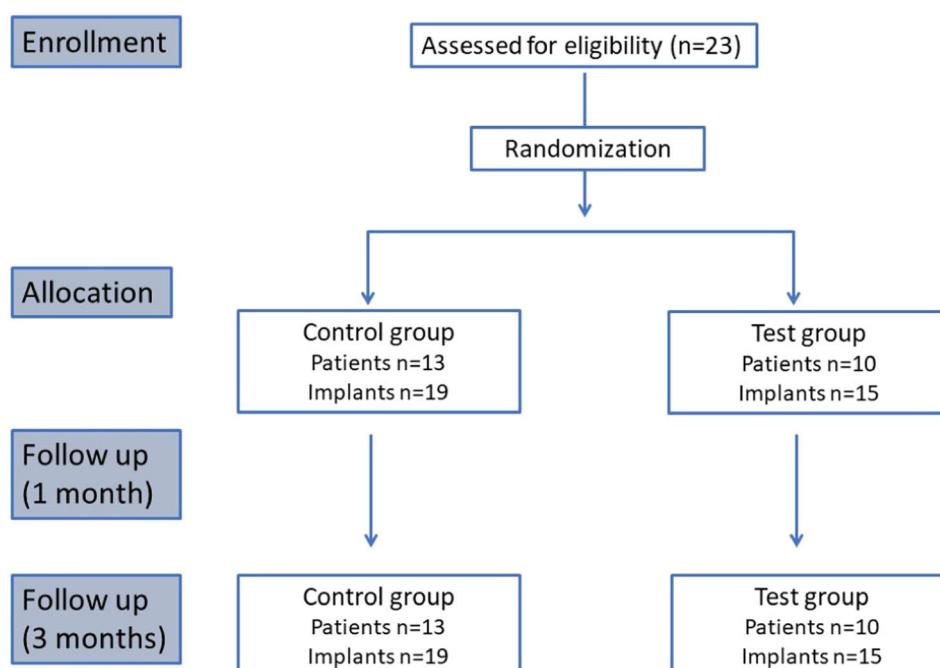 Enrollment
Assessed for eligibility (n=23)
Randomization
Allocation
Control group
Patients n=13
Implants n=19
Test group
Patients n=10
Implants n=15
Follow up
(1 month)
Follow up
(3 months)
Control group
Patients n=13
Implants n=19
Test group
Patients n=10
Implants n=15